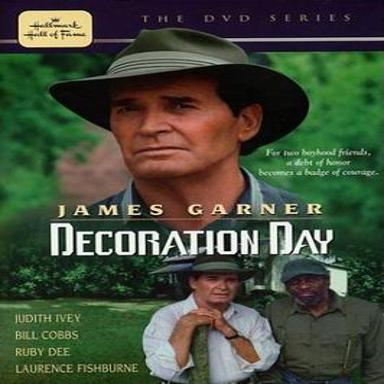 Hallmark
Hall of Fame
THE DVD SERIES
For two boyhood friends,
a debt of honor
becomes a badge of courage.
JAMES GARNER
DECORATION DAY
JUDITH IVEY
BILL COBBS
RUBY DEE
LAURENCE FISHBURNE